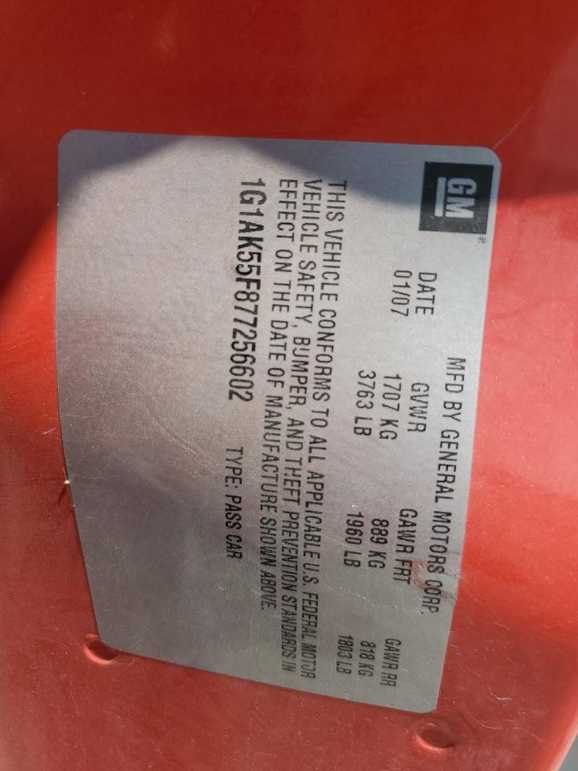 GM
MFD BY GENERAL MOTORS CORP.
DATE GVWR GAWR FRT GAWR RR
01/07 1707 KG 889 KG 818 KG
3763 LB 1960 LB 1803 LB
THIS VEHICLE CONFORMS TO ALL APPLICABLE U.S. FEDERAL MOTOR
VEHICLE SAFETY, BUMPER, AND THEFT PREVENTION STANDARDS IN
EFFECT ON THE DATE OF MANUFACTURE SHOWN ABOVE.
1G1AK55F877256602 TYPE: PASS CAR